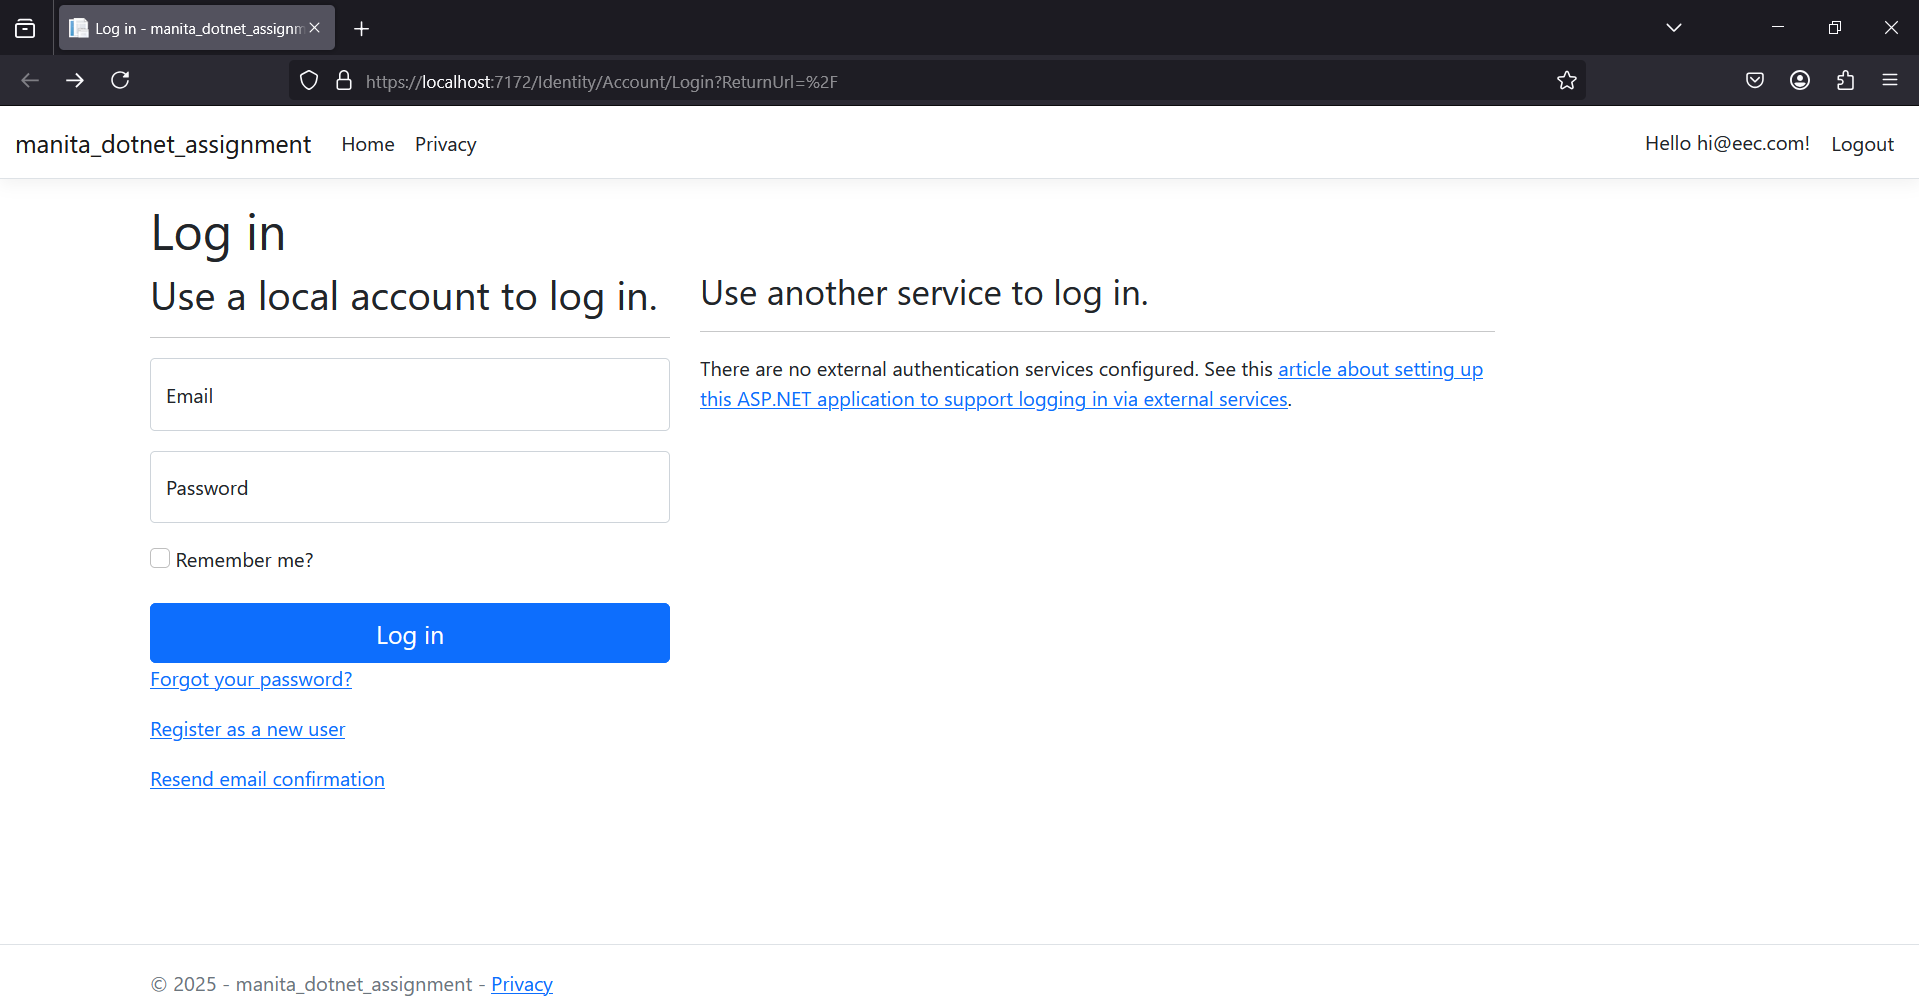 Log in - manita_dotnet_assignm
https://localhost:7172/Identity/Account/Login?ReturnUrl=%2F
manita_dotnet_assignment Home Privacy Hello hi@eec.com! Logout
Log in
Use a local account to log in.
Email
Password
Remember me?
Log in
Forgot your password?
Register as a new user
Resend email confirmation
Use another service to log in.
There are no external authentication services configured. See this article about setting up
this ASP.NET application to support logging in via external services.
© 2025 - manita_dotnet_assignment - Privacy